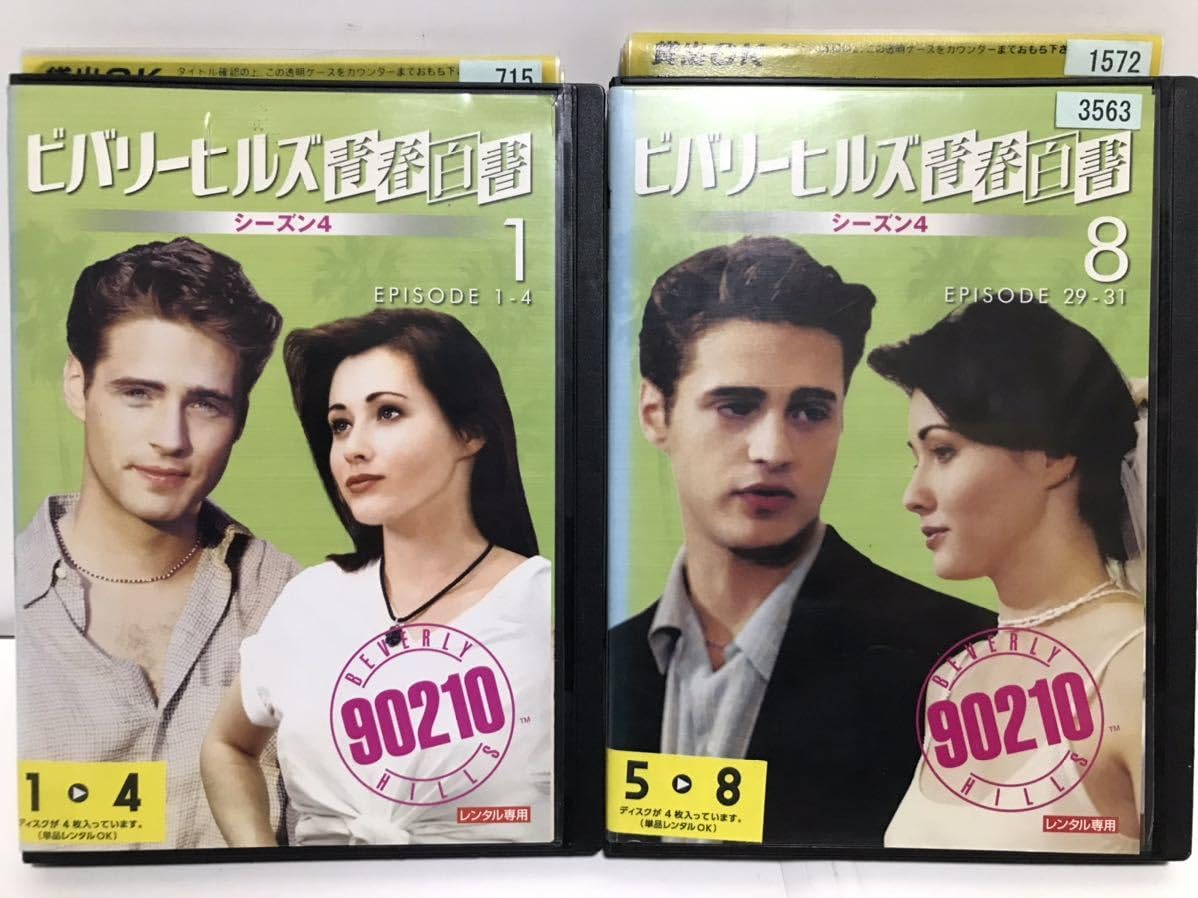 貸出OK タイトル確認の上、この透明ケースをカウンターまでおもち下さ
715
ビバリーヒルズ青春白書
シーズン4
1
EPISODE 1-4
BEVERLY
90210
TM
HILLS
1 ▶ 4
ディスクが4枚入っています。
(単品レンタルOK)
レンタル専用
この透明ケースをカウンターまでおもち下さ
1572
3563
ビバリーヒルズ青春白書
シーズン4
8
EPISODE 29-31
BEVERLY
90210
TM
HILLS
5 ▶ 8
ディスクが4枚入っています。
(単品レンタルOK)
レンタル専用